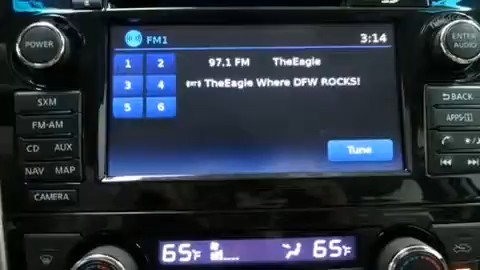 POWER
FM1
3:14
ENTER
AUDIO
1 2
97.1 FM TheEagle
3 4
TheEagle Where DFW ROCKS!
5 6
Tune
SXM
FM·AM
CD AUX
NAV MAP
CAMERA
BACK
APPS
65°F
65°F